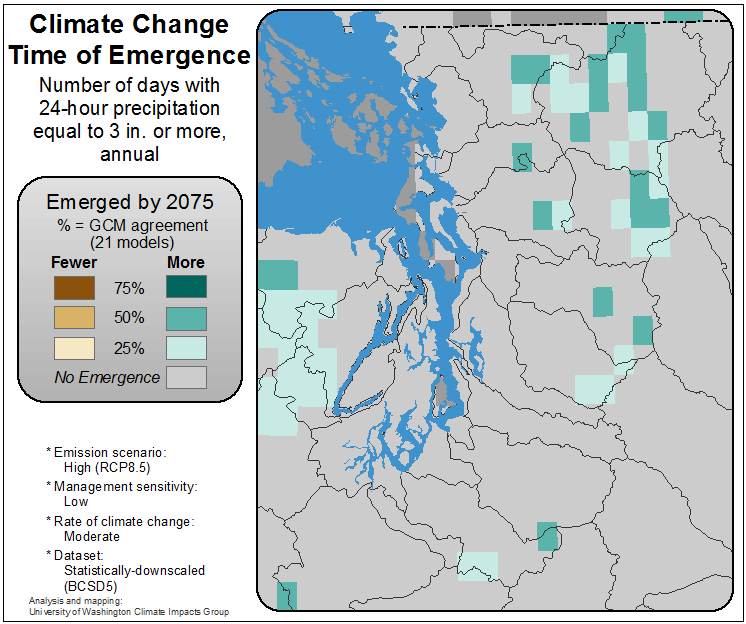 Climate Change
Time of Emergence
Number of days with
24-hour precipitation
equal to 3 in. or more,
annual
Emerged by 2075
% = GCM agreement
(21 models)
Fewer More
75%
50%
25%
No Emergence
* Emission scenario:
High (RCP8.5)
* Management sensitivity:
Low
* Rate of climate change:
Moderate
* Dataset:
Statistically-downscaled
(BCSD5)
Analysis and mapping:
University of Washington Climate Impacts Group